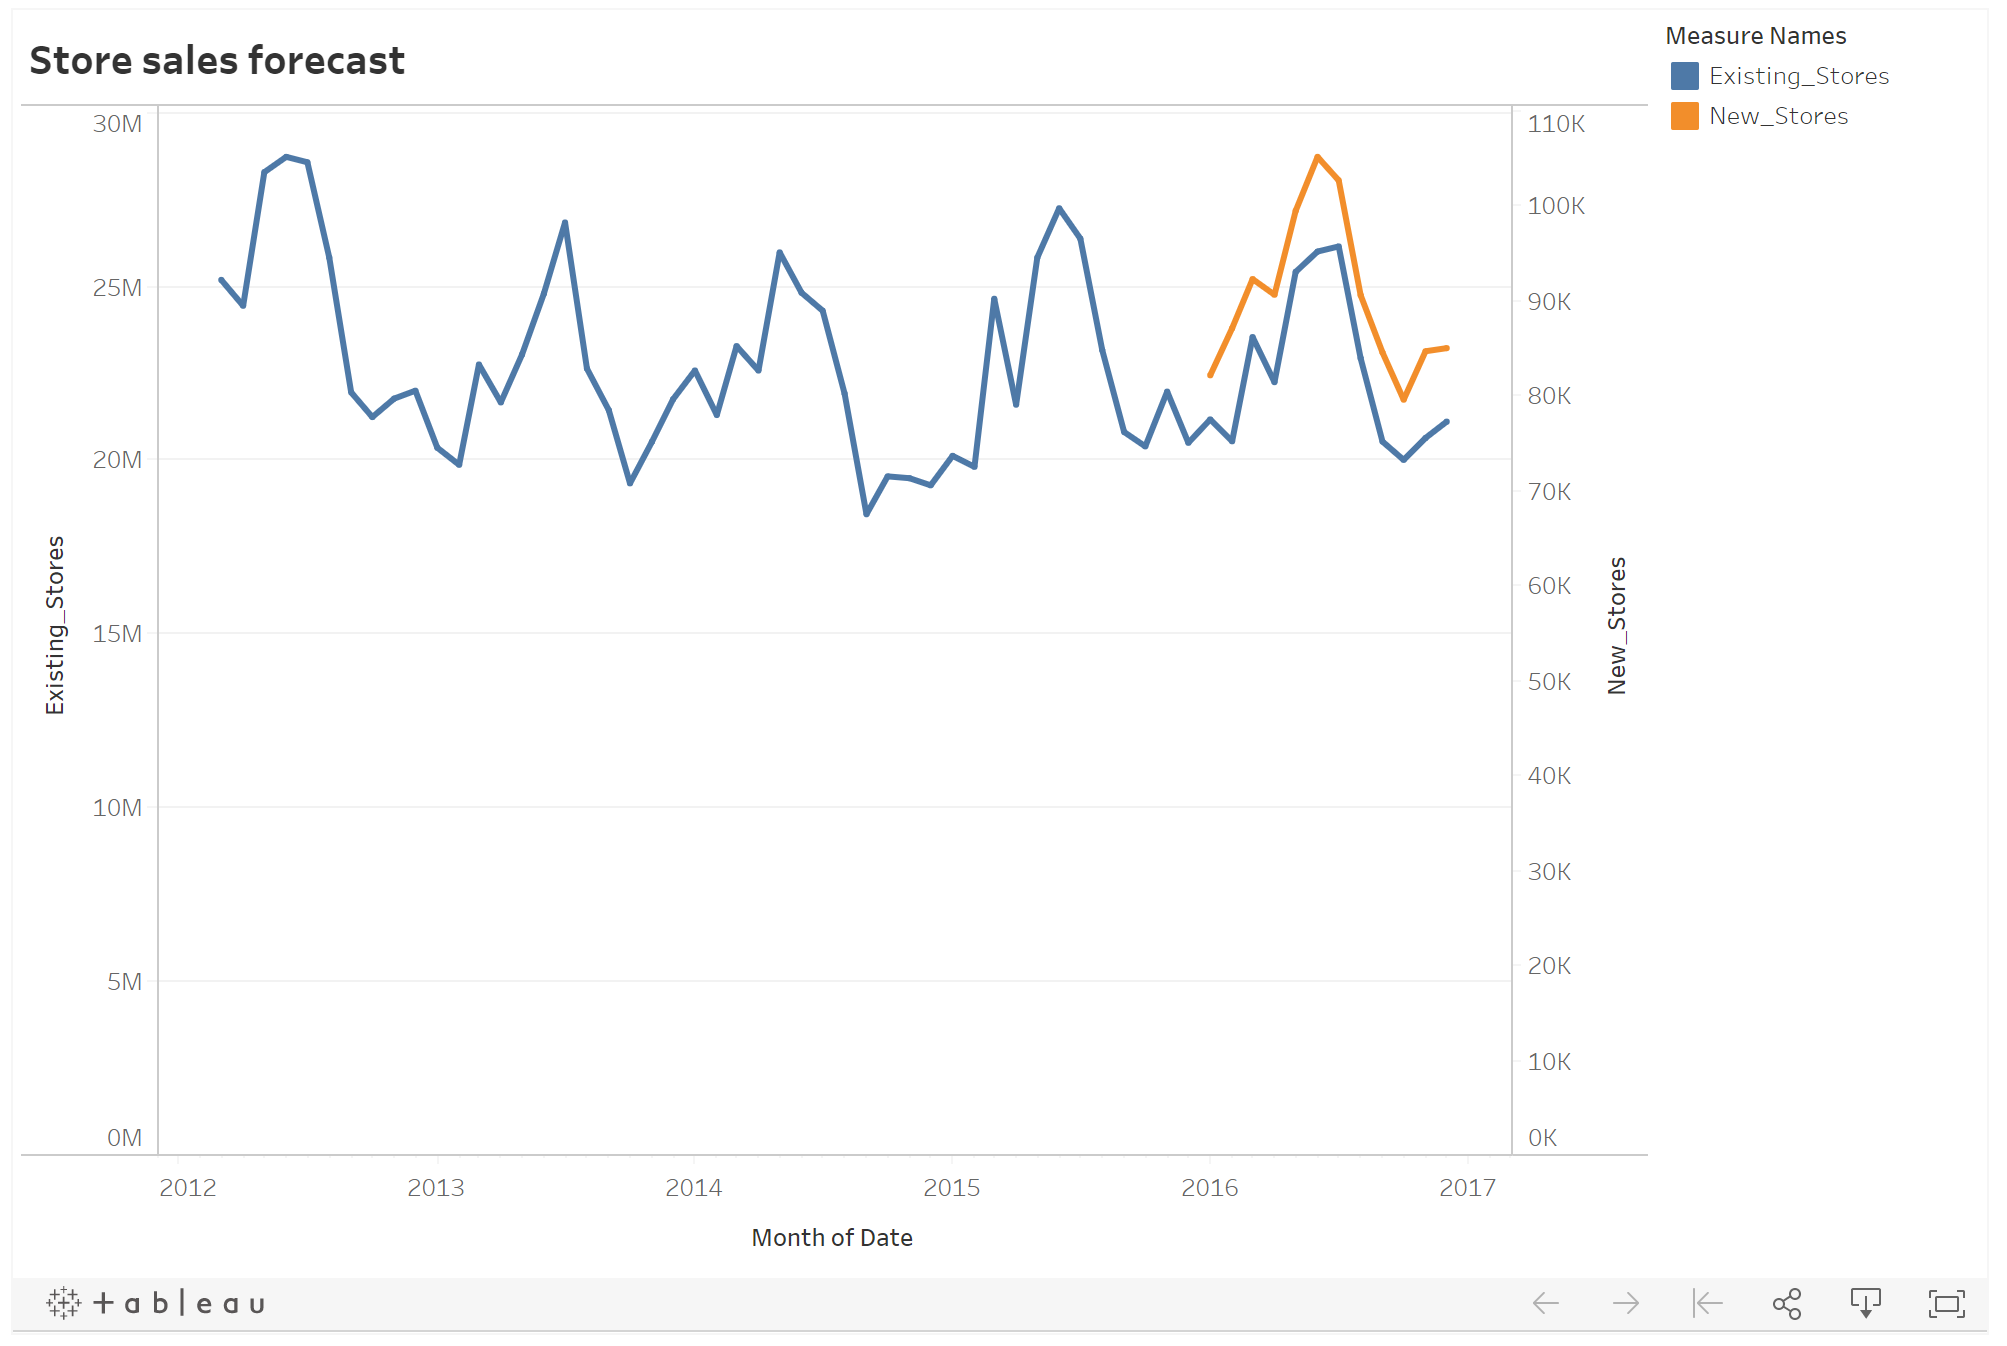 Store sales forecast
Measure Names
Existing_Stores
New_Stores
30M
25M
20M
15M
10M
5M
0M
Existing_Stores
110K
100K
90K
80K
70K
60K
50K
40K
30K
20K
10K
0K
New_Stores
2012 2013 2014 2015 2016 2017
Month of Date
+ableau